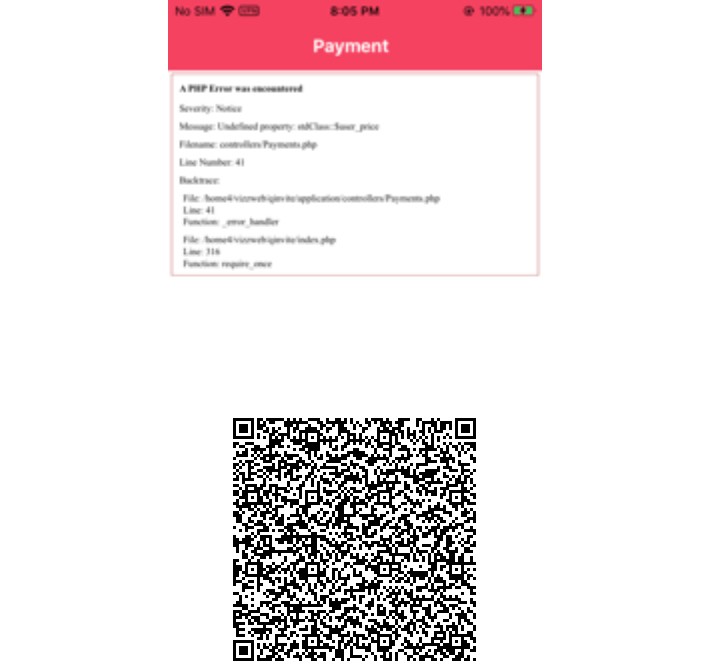 No SIM VPN 8:05 PM 100%
Payment
A PHP Error was encountered
Severity: Notice
Message: Undefined property: stdClass::$user_price
Filename: controllers/Payments.php
Line Number: 41
Backtrace:
File: /home4/vizzweb/qinvite/application/controllers/Payments.php
Line: 41
Function: _error_handler
File: /home4/vizzweb/qinvite/index.php
Line: 316
Function: require_once